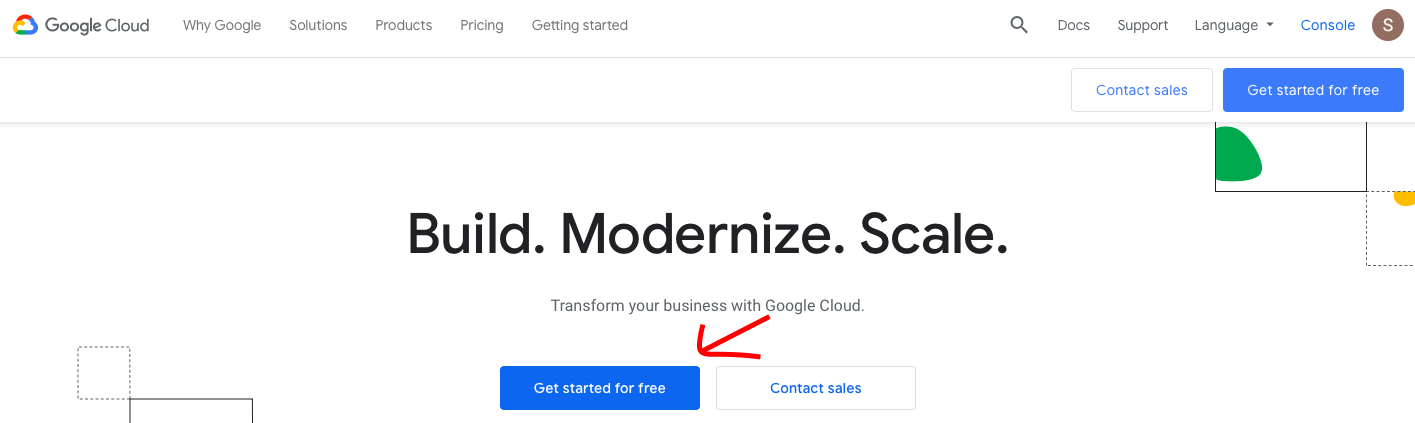 Google Cloud Why Google Solutions Products Pricing Getting started Docs Support Language Console S
Contact sales Get started for free
Build. Modernize. Scale.
Transform your business with Google Cloud.
Get started for free Contact sales